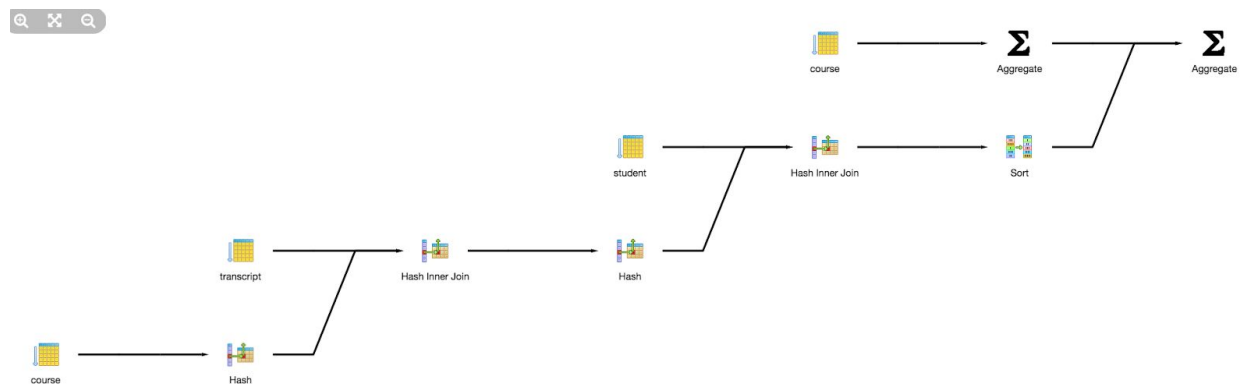 course
Aggregate
Aggregate
student
Hash Inner Join
Sort
transcript
Hash Inner Join
Hash
course
Hash